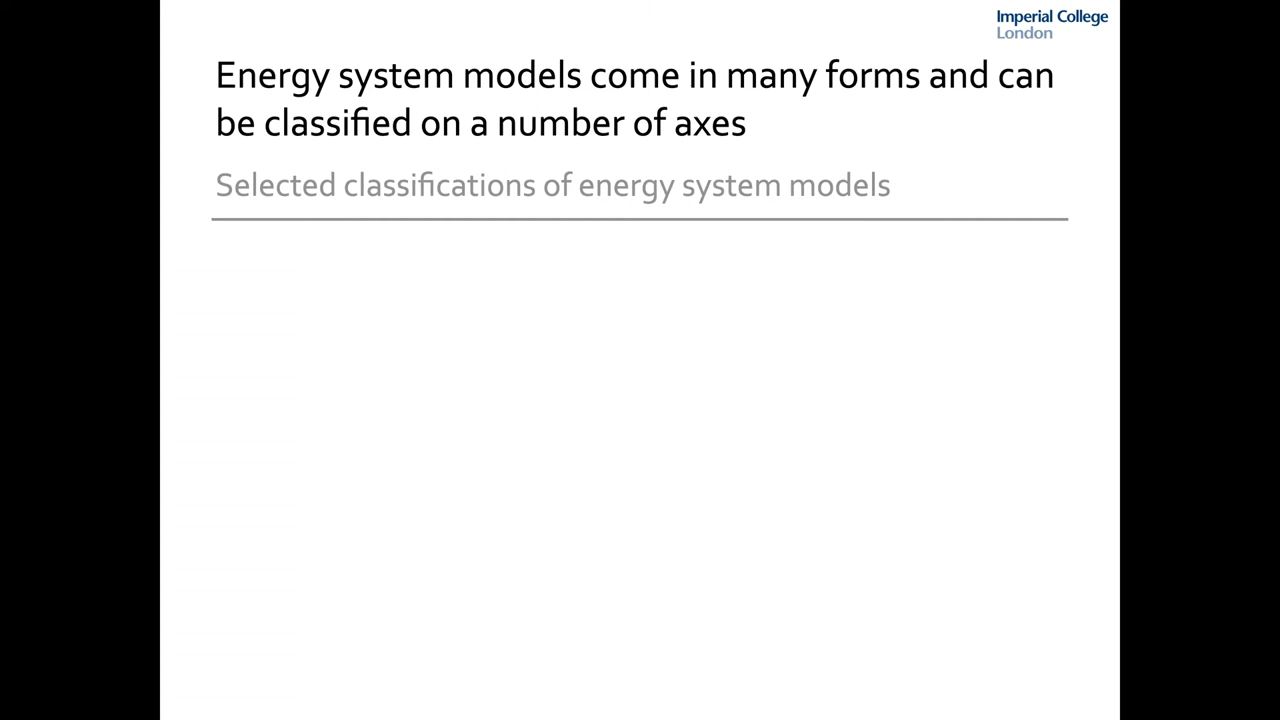 Imperial College
London
Energy system models come in many forms and can
be classified on a number of axes
Selected classifications of energy system models